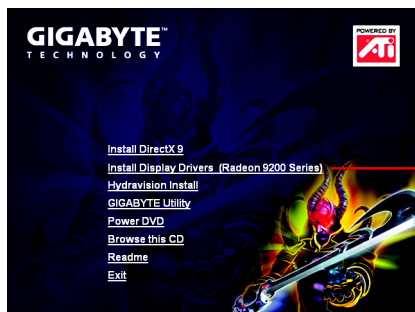 GIGABYTE™
TECHNOLOGY
POWERED BY
ATi
Install DirectX 9
Install Display Drivers (Radeon 9200 Series)
Hydravision Install
GIGABYTE Utility
Power DVD
Browse this CD
Readme
Exit